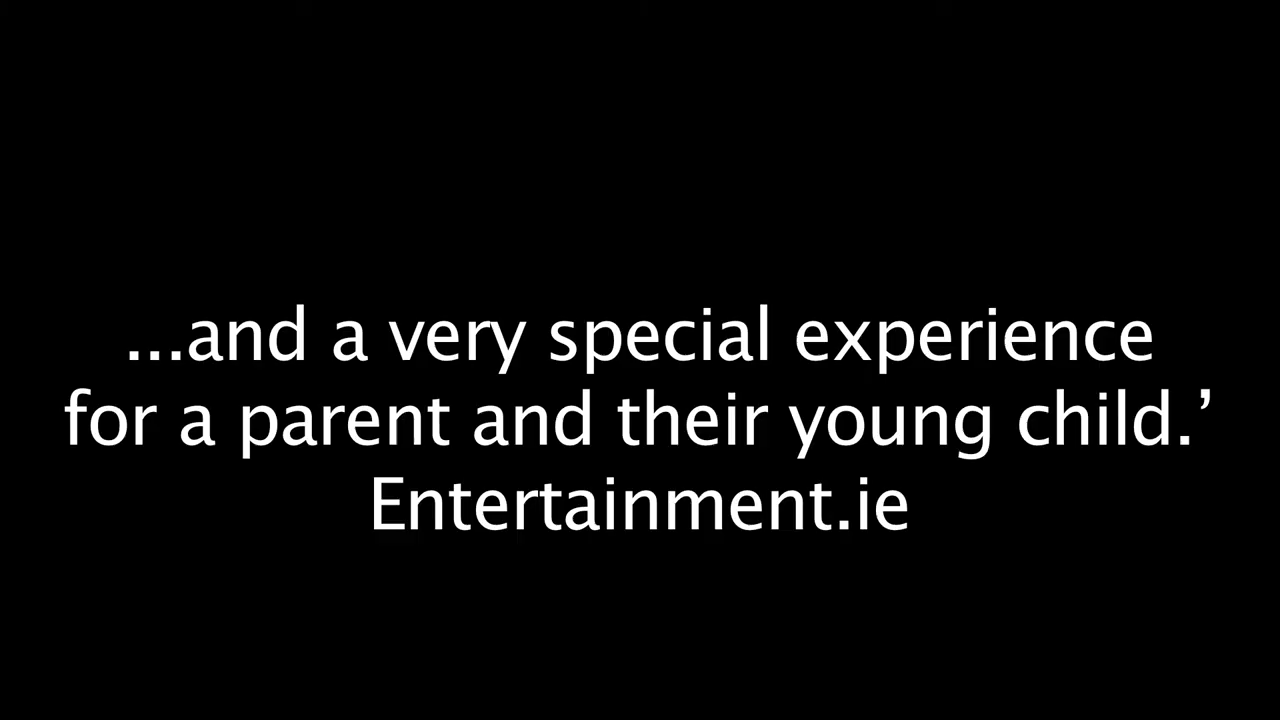 ...and a very special experience
for a parent and their young child.’
Entertainment.ie